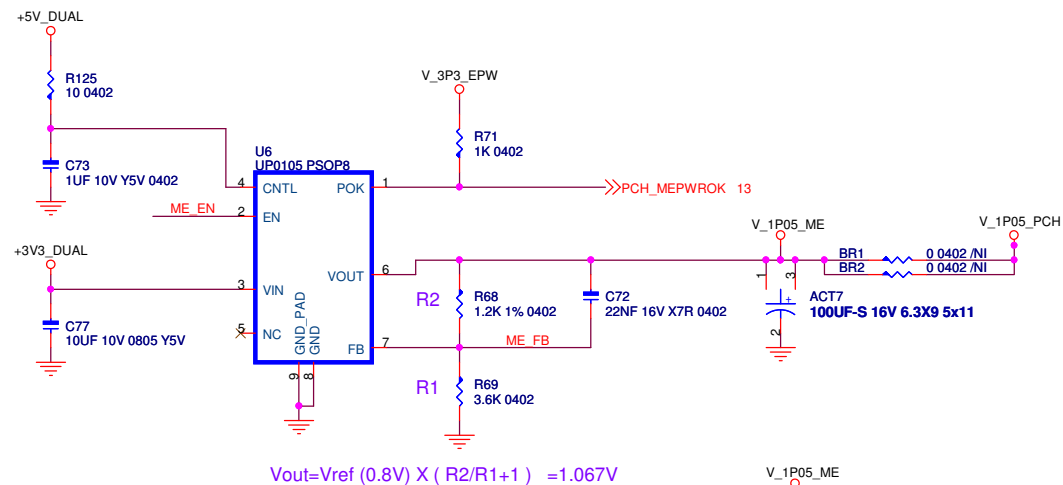 +5V_DUAL
R125
10 0402
C73
1UF 10V Y5V 0402
V_3P3_EPW
R71
1K 0402
U6
UP0105 PSOP8
4 CNTL
POK 1
PCH_MEPWROK 13
ME_EN
2 EN
+3V3_DUAL
3 VIN
C77
10UF 10V 0805 Y5V
5 NC
GND_PAD
GND
9
8
VOUT 6
FB 7
R2
R68
1.2K 1% 0402
C72
22NF 16V X7R 0402
ME_FB
R1
R69
3.6K 0402
V_1P05_ME
1
3
+
2
ACT7
100UF-S 16V 6.3X9 5x11
BR1 0 0402 /NI
BR2 0 0402 /NI
V_1P05_PCH
Vout=Vref (0.8V) X ( R2/R1+1 ) =1.067V
V_1P05_ME